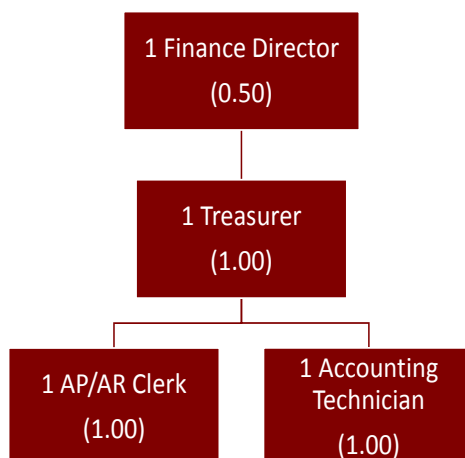 1 Finance Director
(0.50)
1 Treasurer
(1.00)
1 AP/AR Clerk
(1.00)
1 Accounting
Technician
(1.00)